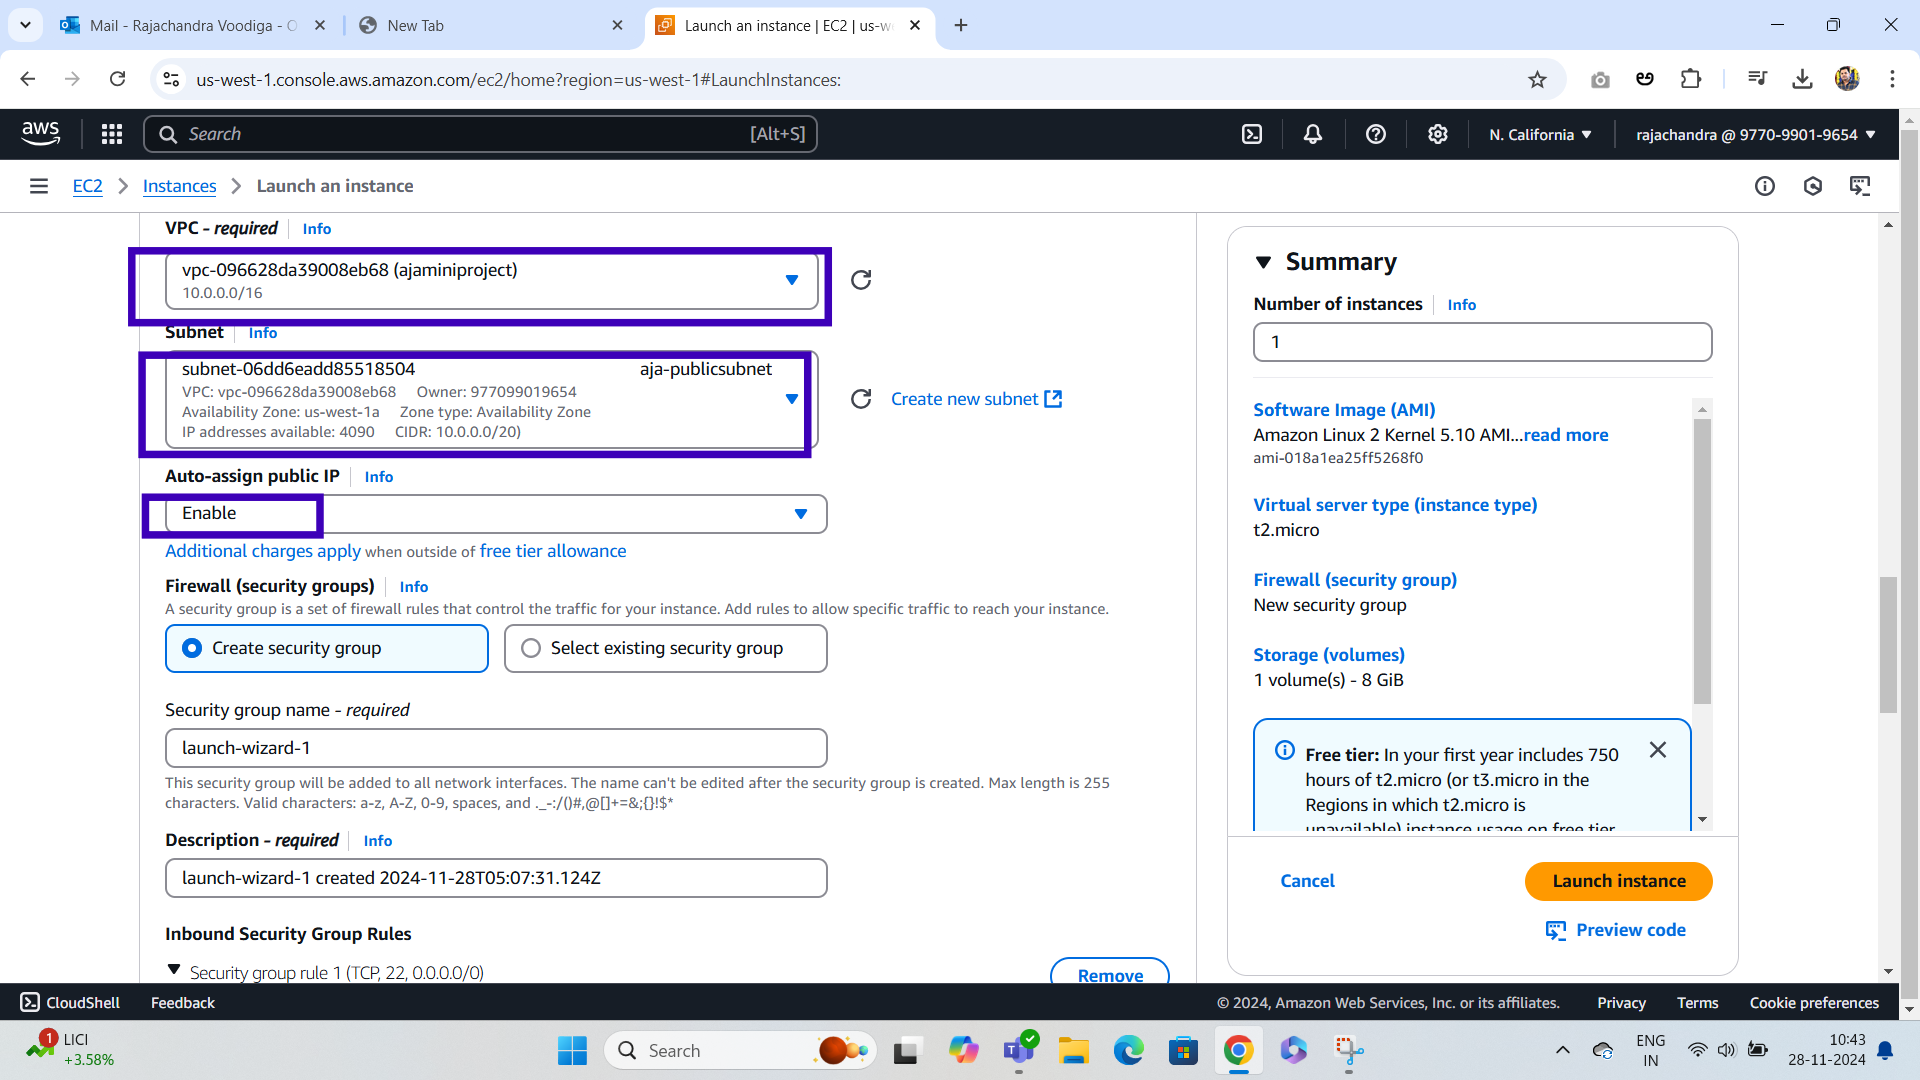 Mail - Rajachandra Voodiga - O
New Tab
Launch an instance | EC2 | us-we
us-west-1.console.aws.amazon.com/ec2/home?region=us-west-1#LaunchInstances:
aws
Search
[Alt+S]
N. California
rajachandra @ 9770-9901-9654
EC2
Instances
Launch an instance
VPC - required
Info
vpc-096628da39008eb68 (ajaminiproject)
10.0.0.0/16
Subnet
Info
subnet-06dd6eadd85518504 aja-publicsubnet
VPC: vpc-096628da39008eb68 Owner: 977099019654
Availability Zone: us-west-1a Zone type: Availability Zone
IP addresses available: 4090 CIDR: 10.0.0.0/20)
Create new subnet
Auto-assign public IP
Info
Enable
Additional charges apply when outside of free tier allowance
Firewall (security groups)
Info
A security group is a set of firewall rules that control the traffic for your instance. Add rules to allow specific traffic to reach your instance.
Create security group
Select existing security group
Security group name - required
launch-wizard-1
This security group will be added to all network interfaces. The name can't be edited after the security group is created. Max length is 255
characters. Valid characters: a-z, A-Z, 0-9, spaces, and ._-:/()#,@[]+=&;{}!$*
Description - required
Info
launch-wizard-1 created 2024-11-28T05:07:31.124Z
Inbound Security Group Rules
Security group rule 1 (TCP, 22, 0.0.0.0/0)
Remove
Summary
Number of instances
Info
1
Software Image (AMI)
Amazon Linux 2 Kernel 5.10 AMI...read more
ami-018a1ea25ff5268f0
Virtual server type (instance type)
t2.micro
Firewall (security group)
New security group
Storage (volumes)
1 volume(s) - 8 GiB
Free tier: In your first year includes 750
hours of t2.micro (or t3.micro in the
Regions in which t2.micro is
unavailable) instance usage on free tier
Cancel
Launch instance
Preview code
CloudShell
Feedback
© 2024, Amazon Web Services, Inc. or its affiliates.
Privacy
Terms
Cookie preferences
1
LICI
+3.58%
Search
ENG
IN
10:43
28-11-2024